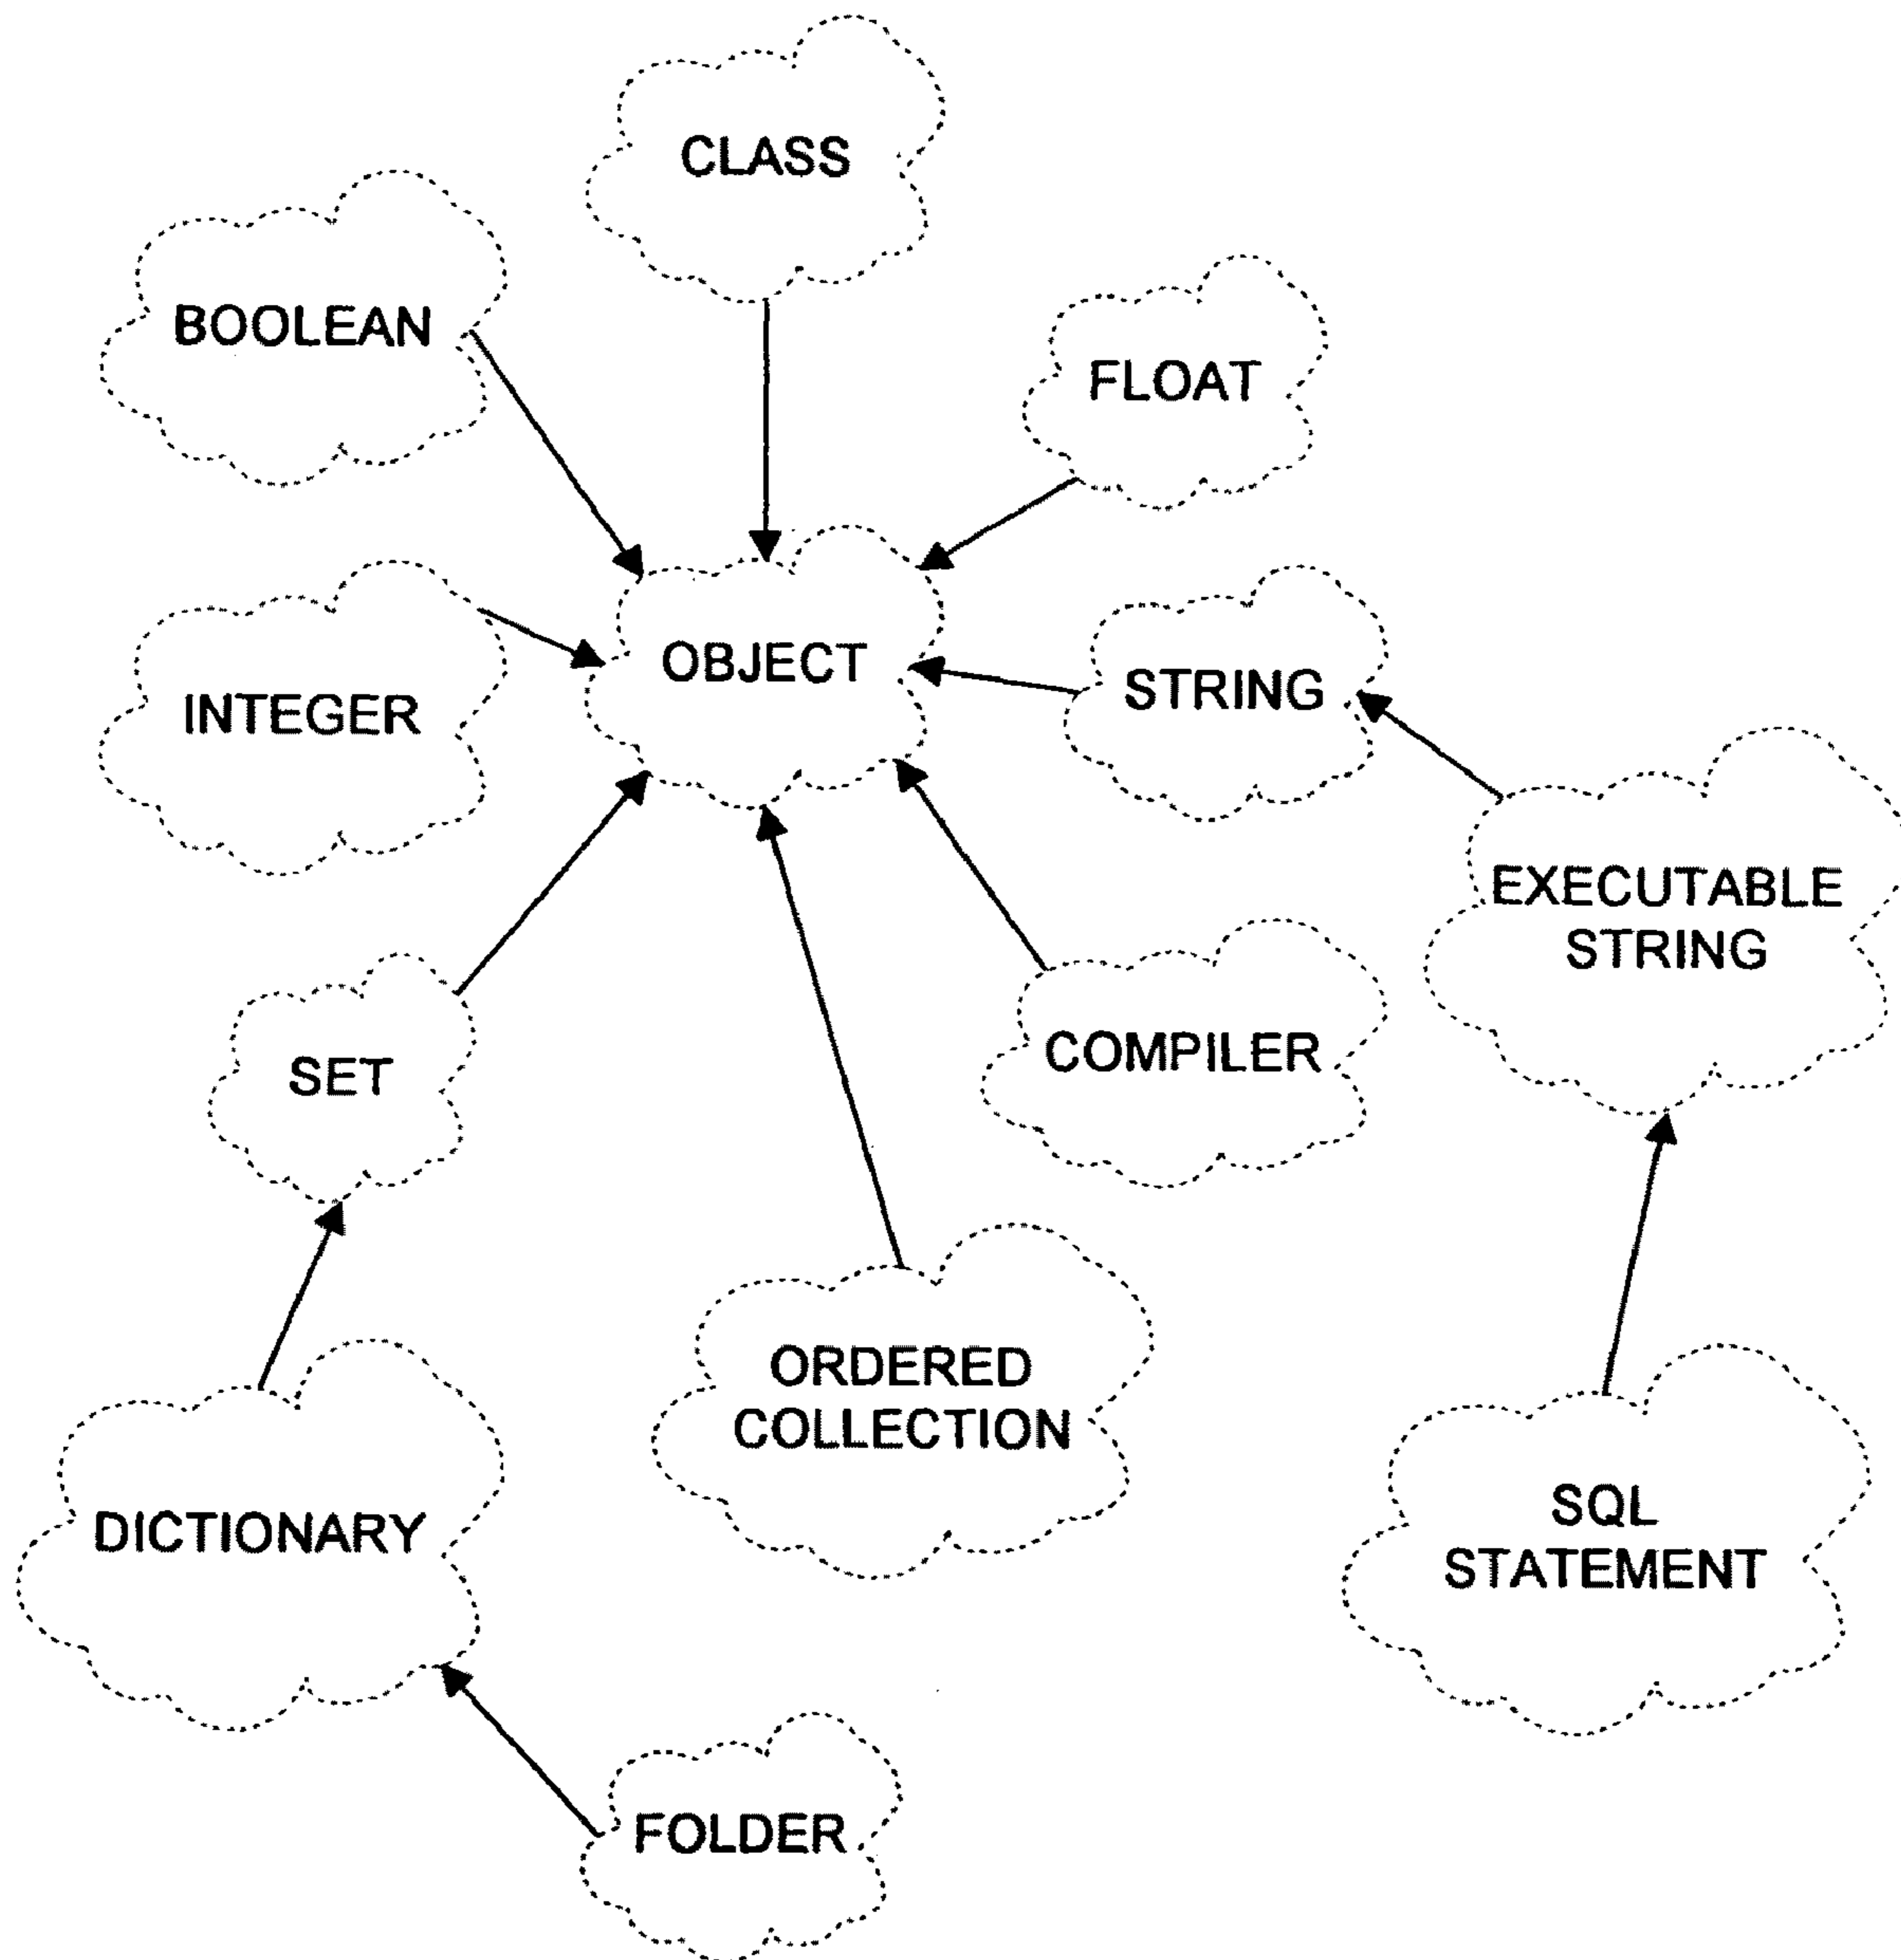 CLASS
BOOLEAN
FLOAT
OBJECT
STRING
INTEGER
EXECUTABLE
STRING
COMPILER
SET
ORDERED
COLLECTION
DICTIONARY
SQL
STATEMENT
FOLDER